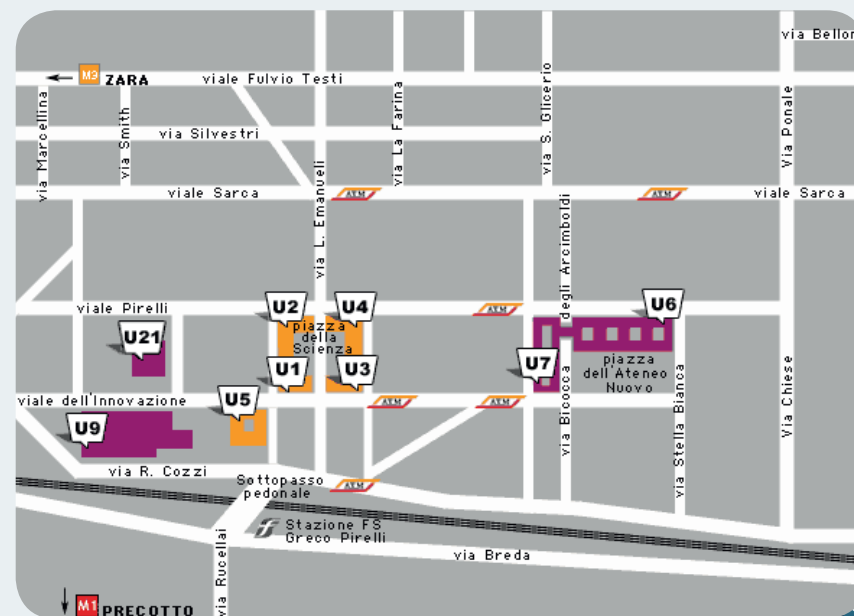 via Bellor
M3 ZARA
viale Fulvio Testi
via Marcellina
via Smith
via Silvestri
via La Farina
via S. Glicerio
Via Ponale
viale Sarca
ATM
ATM
viale Sarca
via L. Emanueli
degli Arcimboldi
viale Pirelli
U2
U4
ATM
U6
U21
piazza
della
Scienza
U1
U3
U7
piazza
dell'Ateneo
Nuovo
viale dell'Innovazione
U5
ATM
ATM
U9
via Bicocca
via Stella Bianca
Via Chiese
via R. Cozzi
Sottopasso
pedonale
ATM
Stazione FS
Greco Pirelli
via Rucellai
via Breda
M1 PRECOTTO